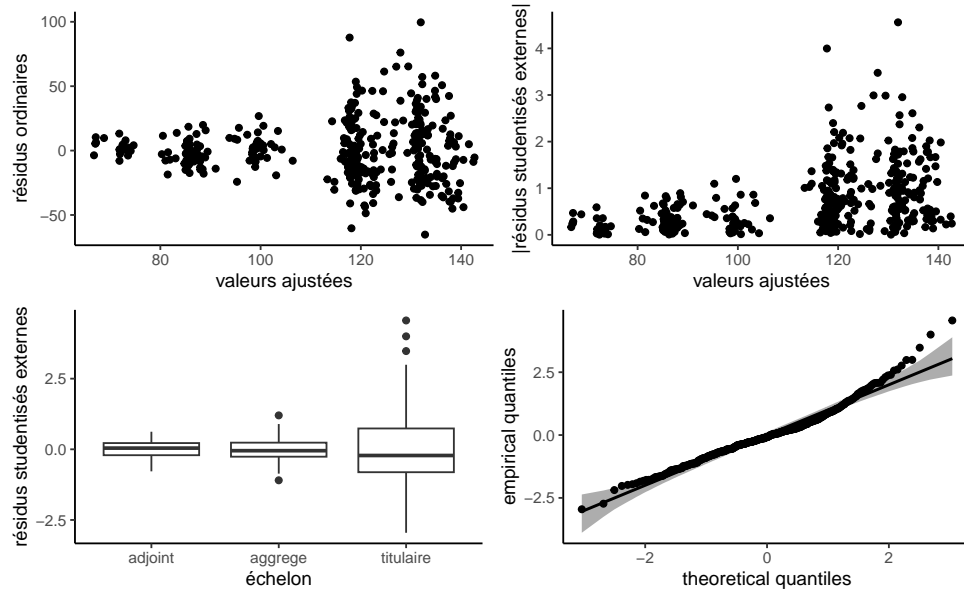 résidus ordinaires
100
50
0
−50
80
100
120
140
valeurs ajustées
|résidus studentisés externes|
4
3
2
1
0
80
100
120
140
valeurs ajustées
résidus studentisés externes
2.5
0.0
−2.5
adjoint
aggrege
titulaire
échelon
empirical quantiles
2.5
0.0
−2.5
−2
0
2
theoretical quantiles